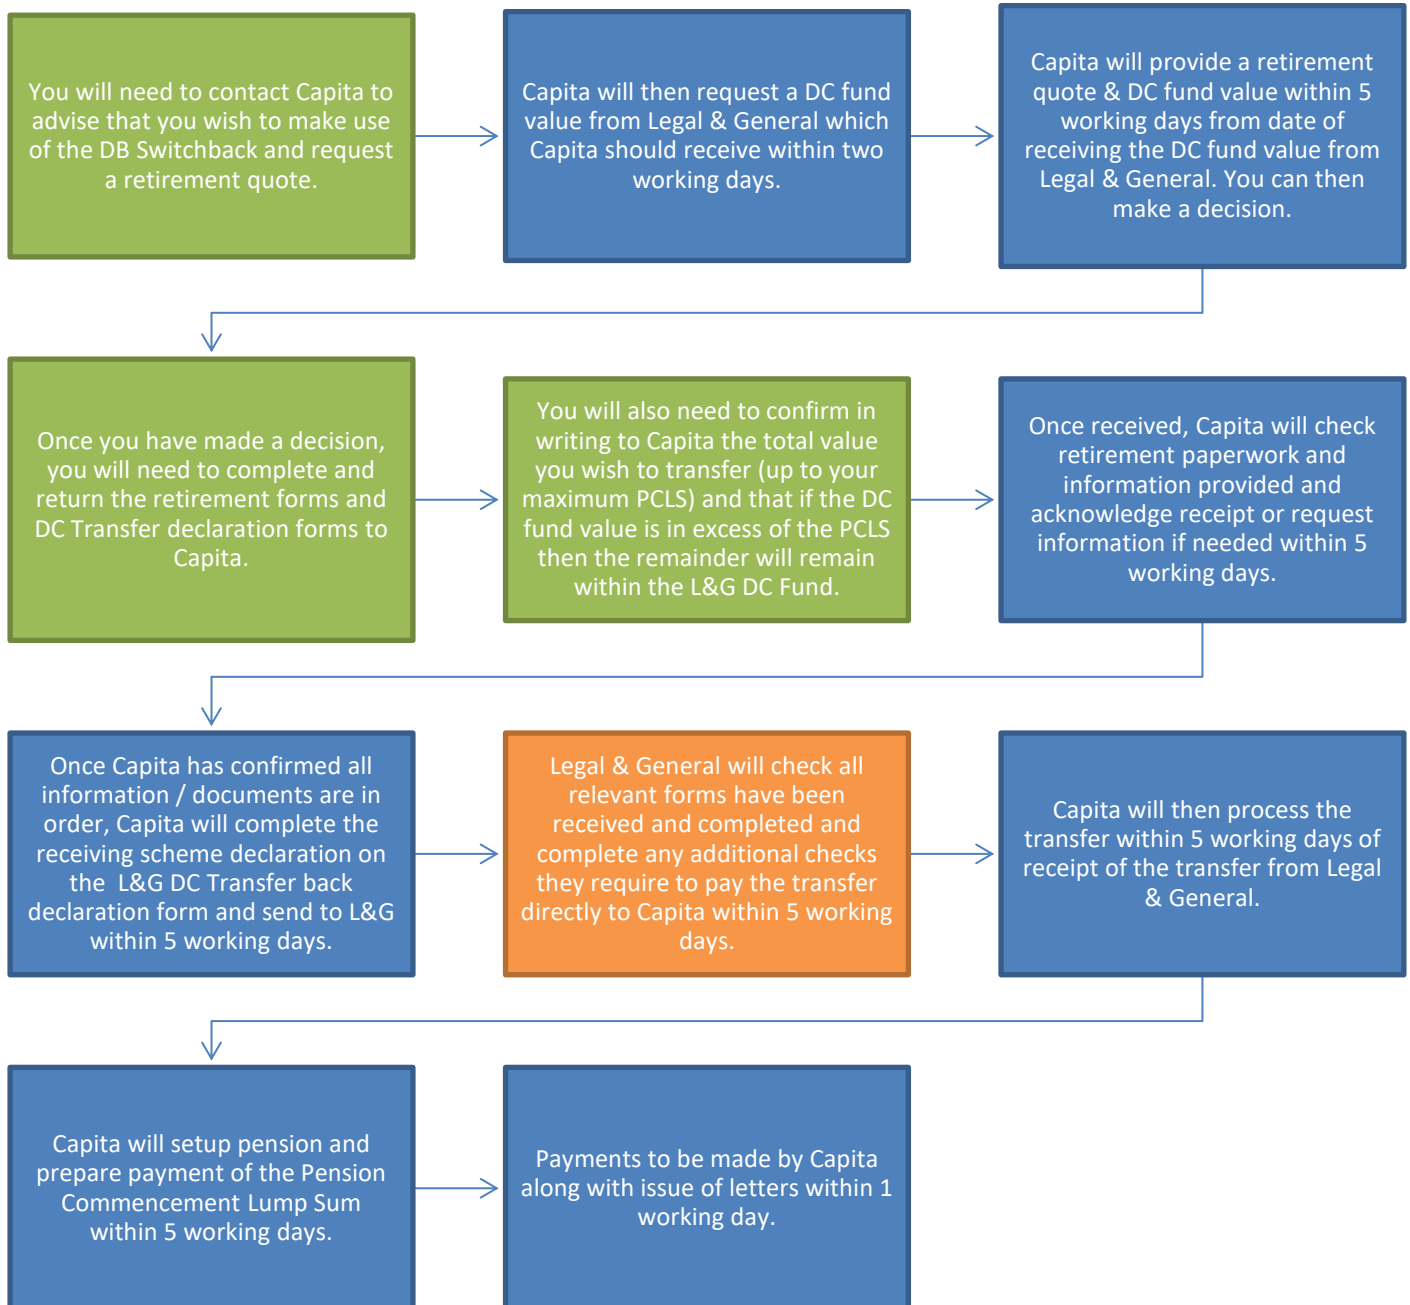 You will need to contact Capita to
advise that you wish to make use
of the DB Switchback and request
a retirement quote.
Capita will then request a DC fund
value from Legal & General which
Capita should receive within two
working days.
Capita will provide a retirement
quote & DC fund value within 5
working days from date of
receiving the DC fund value from
Legal & General. You can then
make a decision.
Once you have made a decision,
you will need to complete and
return the retirement forms and
DC Transfer declaration forms to
Capita.
You will also need to confirm in
writing to Capita the total value
you wish to transfer (up to your
maximum PCLS) and that if the DC
fund value is in excess of the PCLS
then the remainder will remain
within the L&G DC Fund.
Once received, Capita will check
retirement paperwork and
information provided and
acknowledge receipt or request
information if needed within 5
working days.
Once Capita has confirmed all
information / documents are in
order, Capita will complete the
receiving scheme declaration on
the L&G DC Transfer back
declaration form and send to L&G
within 5 working days.
Legal & General will check all
relevant forms have been
received and completed and
complete any additional checks
they require to pay the transfer
directly to Capita within 5 working
days.
Capita will then process the
transfer within 5 working days of
receipt of the transfer from Legal
& General.
Capita will setup pension and
prepare payment of the Pension
Commencement Lump Sum
within 5 working days.
Payments to be made by Capita
along with issue of letters within 1
working day.